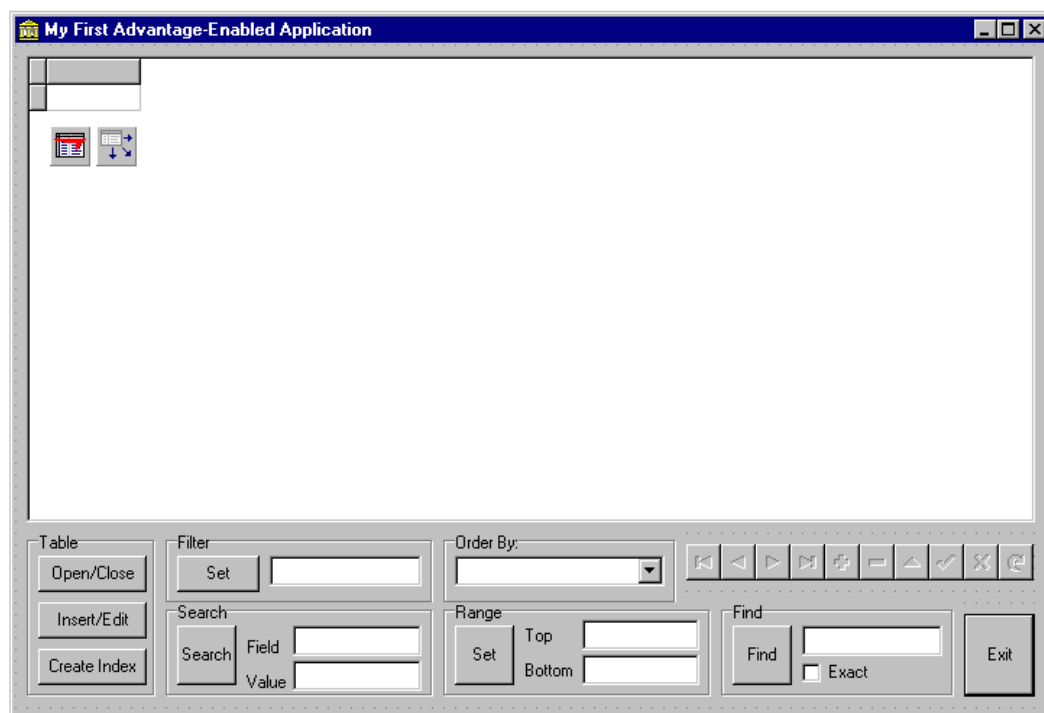 My First Advantage-Enabled Application
Table
Open/Close
Insert/Edit
Create Index
Filter
Set
Order By:
Search
Search
Field
Value
Range
Set
Top
Bottom
Find
Find
Exact
Exit